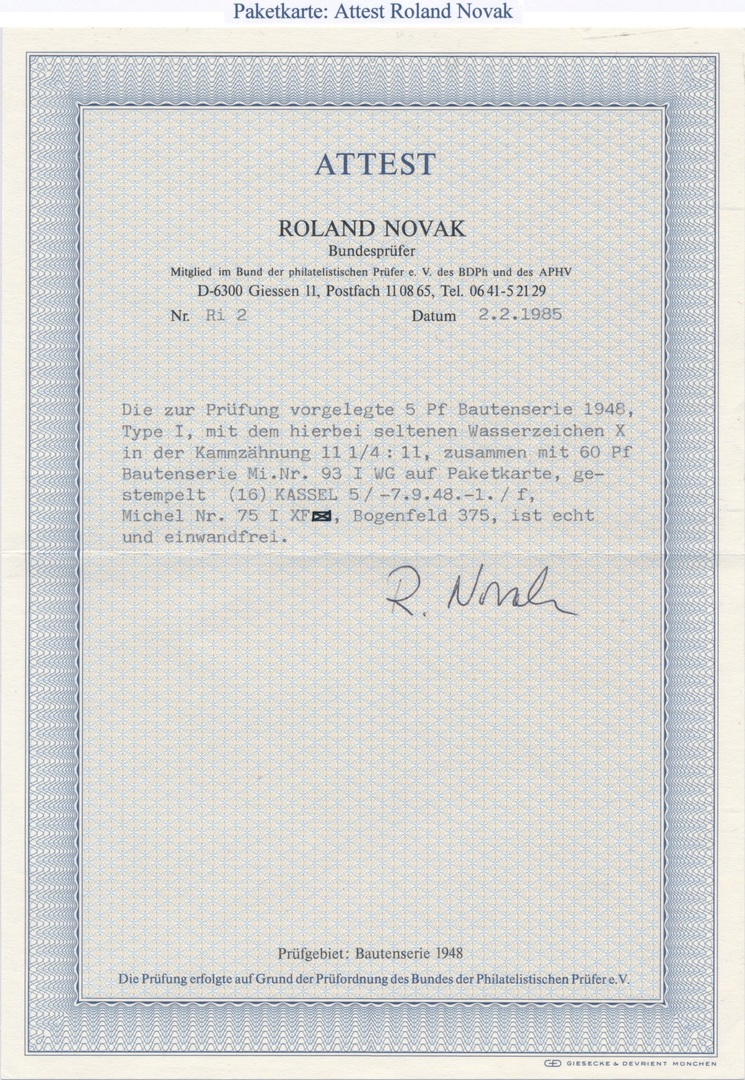 Paketkarte: Attest Roland Novak
ATTEST
ROLAND NOVAK
Bundesprüfer
Mitglied im Bund der philatelistischen Prüfer e. V. des BDPh und des APHV
D-6300 Giessen 11, Postfach 11 08 65, Tel. 06 41-5 21 29
Nr. Ri 2 Datum 2.2.1985
Die zur Prüfung vorgelegte 5 Pf Bautenserie 1948,
Type I, mit dem hierbei seltenen Wasserzeichen X
in der Kammzähnung 11 1/4 : 11, zusammen mit 60 Pf
Bautenserie Mi.Nr. 93 I WG auf Paketkarte, ge-
stempelt (16) KASSEL 5 / -7.9.48.-1. / f,
Michel Nr. 75 I XF✉, Bogenfeld 375, ist echt
und einwandfrei.
R. Novak
Prüfgebiet: Bautenserie 1948
Die Prüfung erfolgte auf Grund der Prüfordnung des Bundes der Philatelistischen Prüfer e.V.
GIESECKE & DEVRIENT MÜNCHEN